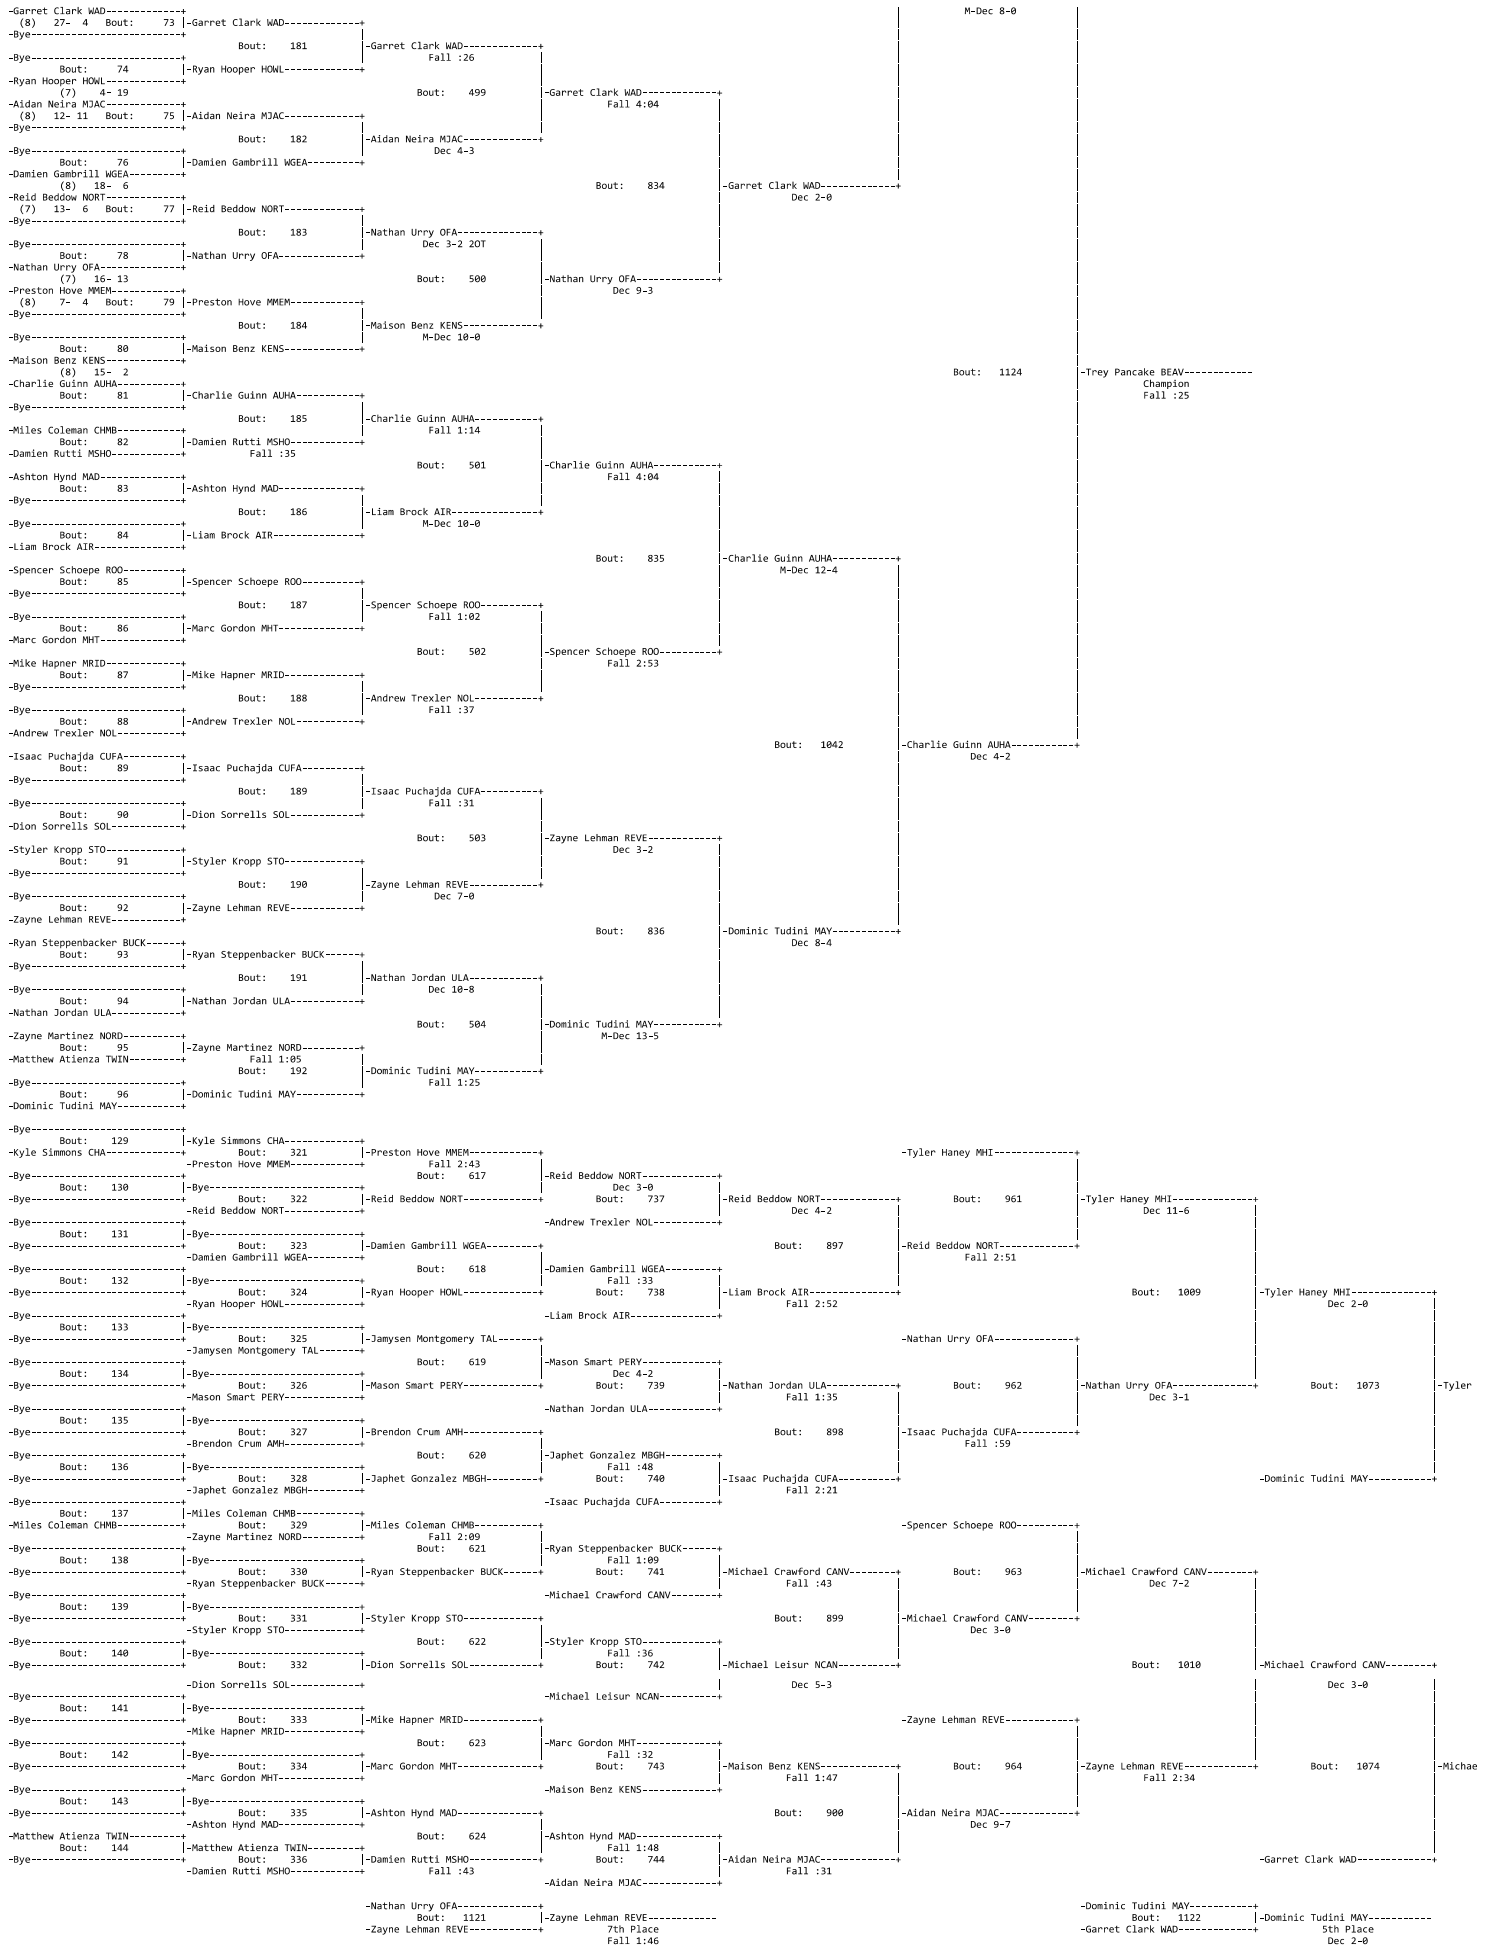 -Garret Clark WAD--------------+ | M-Dec 8-0 |
(8) 27- 4 Bout: 73 |-Garret Clark WAD-------------+
-Bye--------------------------+
Bout: 181 |-Garret Clark WAD-------------+
-Bye--------------------------+ Fall :26
Bout: 74 |-Ryan Hooper HOWL-------------+
-Ryan Hooper HOWL--------------+
(7) 4- 19 Bout: 499 |-Garret Clark WAD-------------+
-Aidan Neira MJAC--------------+ Fall 4:04
(8) 12- 11 Bout: 75 |-Aidan Neira MJAC-------------+
-Bye--------------------------+
Bout: 182 |-Aidan Neira MJAC-------------+
-Bye--------------------------+ Dec 4-3
Bout: 76 |-Damien Gambrill WGEA---------+
-Damien Gambrill WGEA----------+
(8) 18- 6 Bout: 834 |-Garret Clark WAD-------------+
-Reid Beddow NORT--------------+ Dec 2-0
(7) 13- 6 Bout: 77 |-Reid Beddow NORT-------------+
-Bye--------------------------+
Bout: 183 |-Nathan Urry OFA--------------+
-Bye--------------------------+ Dec 3-2 2OT
Bout: 78 |-Nathan Urry OFA--------------+
-Nathan Urry OFA---------------+
(7) 16- 13 Bout: 500 |-Nathan Urry OFA--------------+
-Preston Hove MMEM-------------+ Dec 9-3
(8) 7- 4 Bout: 79 |-Preston Hove MMEM------------+
-Bye--------------------------+
Bout: 184 |-Maison Benz KENS-------------+
-Bye--------------------------+ M-Dec 10-0
Bout: 80 |-Maison Benz KENS-------------+
-Maison Benz KENS--------------+
(8) 15- 2 Bout: 1124 |-Trey Pancake BEAV------------
-Charlie Guinn AUHA------------+ Champion
Bout: 81 |-Charlie Guinn AUHA-----------+ Fall :25
-Bye--------------------------+
Bout: 185 |-Charlie Guinn AUHA-----------+
-Miles Coleman CHMB------------+ Fall 1:14
Bout: 82 |-Damien Rutti MSHO------------+
-Damien Rutti MSHO-------------+ Fall :35
Bout: 501 |-Charlie Guinn AUHA-----------+
-Ashton Hynd MAD---------------+ Fall 4:04
Bout: 83 |-Ashton Hynd MAD--------------+
-Bye--------------------------+
Bout: 186 |-Liam Brock AIR---------------+
-Bye--------------------------+ M-Dec 10-0
Bout: 84 |-Liam Brock AIR---------------+
-Liam Brock AIR----------------+
Bout: 835 |-Charlie Guinn AUHA-----------+
-Spencer Schoepe ROO-----------+ M-Dec 12-4
Bout: 85 |-Spencer Schoepe ROO----------+
-Bye--------------------------+
Bout: 187 |-Spencer Schoepe ROO----------+
-Bye--------------------------+ Fall 1:02
Bout: 86 |-Marc Gordon MHT--------------+
-Marc Gordon MHT---------------+
Bout: 502 |-Spencer Schoepe ROO----------+
-Mike Hapner MRID--------------+ Fall 2:53
Bout: 87 |-Mike Hapner MRID-------------+
-Bye--------------------------+
Bout: 188 |-Andrew Trexler NOL-----------+
-Bye--------------------------+ Fall :37
Bout: 88 |-Andrew Trexler NOL-----------+
-Andrew Trexler NOL------------+
Bout: 1042 |-Charlie Guinn AUHA-----------+
-Isaac Puchajda CUFA-----------+ Dec 4-2
Bout: 89 |-Isaac Puchajda CUFA----------+
-Bye--------------------------+
Bout: 189 |-Isaac Puchajda CUFA----------+
-Bye--------------------------+ Fall :31
Bout: 90 |-Dion Sorrells SOL------------+
-Dion Sorrells SOL-------------+
Bout: 503 |-Zayne Lehman REVE------------+
-Styler Kropp STO--------------+ Dec 3-2
Bout: 91 |-Styler Kropp STO-------------+
-Bye--------------------------+
Bout: 190 |-Zayne Lehman REVE------------+
-Bye--------------------------+ Dec 7-0
Bout: 92 |-Zayne Lehman REVE------------+
-Zayne Lehman REVE-------------+
Bout: 836 |-Dominic Tudini MAY-----------+
-Ryan Steppenbacker BUCK-------+ Dec 8-4
Bout: 93 |-Ryan Steppenbacker BUCK------+
-Bye--------------------------+
Bout: 191 |-Nathan Jordan ULA------------+
-Bye--------------------------+ Dec 10-8
Bout: 94 |-Nathan Jordan ULA------------+
-Nathan Jordan ULA-------------+
Bout: 504 |-Dominic Tudini MAY-----------+
-Zayne Martinez NORD-----------+ M-Dec 13-5
Bout: 95 |-Zayne Martinez NORD----------+
-Matthew Atienza TWIN----------+ Fall 1:05
Bout: 192 |-Dominic Tudini MAY-----------+
-Bye--------------------------+ Fall 1:25
Bout: 96 |-Dominic Tudini MAY-----------+
-Dominic Tudini MAY------------+
-Bye--------------------------+
Bout: 129 |-Kyle Simmons CHA-------------+
-Kyle Simmons CHA--------------+ Bout: 321 |-Preston Hove MMEM------------+ -Tyler Haney MHI--------------+
-Preston Hove MMEM------------+ Fall 2:43
-Bye--------------------------+ Bout: 617 |-Reid Beddow NORT-------------+
Bout: 130 |-Bye--------------------------+ Dec 3-0
-Bye--------------------------+ Bout: 322 |-Reid Beddow NORT-------------+ Bout: 737 |-Reid Beddow NORT-------------+ Bout: 961 |-Tyler Haney MHI--------------+
-Reid Beddow NORT-------------+ Dec 4-2 Dec 11-6
-Bye--------------------------+ -Andrew Trexler NOL-----------+
Bout: 131 |-Bye--------------------------+
-Bye--------------------------+ Bout: 323 |-Damien Gambrill WGEA---------+ Bout: 897 |-Reid Beddow NORT-------------+
-Damien Gambrill WGEA---------+ Fall 2:51
-Bye--------------------------+ Bout: 618 |-Damien Gambrill WGEA---------+
Bout: 132 |-Bye--------------------------+ Fall :33
-Bye--------------------------+ Bout: 324 |-Ryan Hooper HOWL-------------+ Bout: 738 |-Liam Brock AIR---------------+ Bout: 1009 |-Tyler Haney MHI--------------+
-Ryan Hooper HOWL-------------+ Fall 2:52 Dec 2-0
-Bye--------------------------+ -Liam Brock AIR---------------+
Bout: 133 |-Bye--------------------------+
-Bye--------------------------+ Bout: 325 |-Jamysen Montgomery TAL-------+ -Nathan Urry OFA--------------+
-Jamysen Montgomery TAL-------+
-Bye--------------------------+ Bout: 619 |-Mason Smart PERY-------------+
Bout: 134 |-Bye--------------------------+ Dec 4-2
-Bye--------------------------+ Bout: 326 |-Mason Smart PERY-------------+ Bout: 739 |-Nathan Jordan ULA------------+ Bout: 962 |-Nathan Urry OFA--------------+ Bout: 1073 |-Tyler
-Mason Smart PERY-------------+ Fall 1:35 Dec 3-1
-Bye--------------------------+ -Nathan Jordan ULA------------+
Bout: 135 |-Bye--------------------------+
-Bye--------------------------+ Bout: 327 |-Brendon Crum AMH-------------+ Bout: 898 |-Isaac Puchajda CUFA----------+
-Brendon Crum AMH-------------+ Fall :59
-Bye--------------------------+ Bout: 620 |-Japhet Gonzalez MBGH---------+
Bout: 136 |-Bye--------------------------+ Fall :48
-Bye--------------------------+ Bout: 328 |-Japhet Gonzalez MBGH---------+ Bout: 740 |-Isaac Puchajda CUFA----------+ -Dominic Tudini MAY-----------+
-Japhet Gonzalez MBGH---------+ Fall 2:21
-Bye--------------------------+ -Isaac Puchajda CUFA----------+
Bout: 137 |-Miles Coleman CHMB-----------+
-Miles Coleman CHMB------------+ Bout: 329 |-Miles Coleman CHMB-----------+ -Spencer Schoepe ROO----------+
-Zayne Martinez NORD----------+ Fall 2:09
-Bye--------------------------+ Bout: 621 |-Ryan Steppenbacker BUCK------+
Bout: 138 |-Bye--------------------------+ Fall 1:09
-Bye--------------------------+ Bout: 330 |-Ryan Steppenbacker BUCK------+ Bout: 741 |-Michael Crawford CANV--------+ Bout: 963 |-Michael Crawford CANV--------+
-Ryan Steppenbacker BUCK------+ Fall :43 Dec 7-2
-Bye--------------------------+ -Michael Crawford CANV--------+
Bout: 139 |-Bye--------------------------+
-Bye--------------------------+ Bout: 331 |-Styler Kropp STO-------------+ Bout: 899 |-Michael Crawford CANV--------+
-Styler Kropp STO-------------+ Dec 3-0
-Bye--------------------------+ Bout: 622 |-Styler Kropp STO-------------+
Bout: 140 |-Bye--------------------------+ Fall :36
-Bye--------------------------+ Bout: 332 |-Dion Sorrells SOL------------+ Bout: 742 |-Michael Leisur NCAN----------+ Bout: 1010 |-Michael Crawford CANV--------+
-Dion Sorrells SOL------------+ | Dec 5-3 Dec 3-0
-Bye--------------------------+ -Michael Leisur NCAN----------+
Bout: 141 |-Bye--------------------------+
-Bye--------------------------+ Bout: 333 |-Mike Hapner MRID-------------+ -Zayne Lehman REVE------------+
-Mike Hapner MRID-------------+
-Bye--------------------------+ Bout: 623 |-Marc Gordon MHT--------------+
Bout: 142 |-Bye--------------------------+ Fall :32
-Bye--------------------------+ Bout: 334 |-Marc Gordon MHT--------------+ Bout: 743 |-Maison Benz KENS-------------+ Bout: 964 |-Zayne Lehman REVE------------+ Bout: 1074 |-Michae
-Marc Gordon MHT--------------+ Fall 1:47 Fall 2:34
-Bye--------------------------+ -Maison Benz KENS-------------+
Bout: 143 |-Bye--------------------------+
-Bye--------------------------+ Bout: 335 |-Ashton Hynd MAD--------------+ Bout: 900 |-Aidan Neira MJAC-------------+
-Ashton Hynd MAD--------------+ Dec 9-7
-Matthew Atienza TWIN----------+ Bout: 624 |-Ashton Hynd MAD--------------+
Bout: 144 |-Matthew Atienza TWIN---------+ Fall 1:48
-Bye--------------------------+ Bout: 336 |-Damien Rutti MSHO------------+ Bout: 744 |-Aidan Neira MJAC-------------+ -Garret Clark WAD-------------+
-Damien Rutti MSHO------------+ Fall :43 Fall :31
-Aidan Neira MJAC-------------+
-Nathan Urry OFA--------------+ -Dominic Tudini MAY-----------+
Bout: 1121 |-Zayne Lehman REVE------------ Bout: 1122 |-Dominic Tudini MAY-----------
-Zayne Lehman REVE------------+ 7th Place -Garret Clark WAD-------------+ 5th Place
Fall 1:46 Dec 2-0